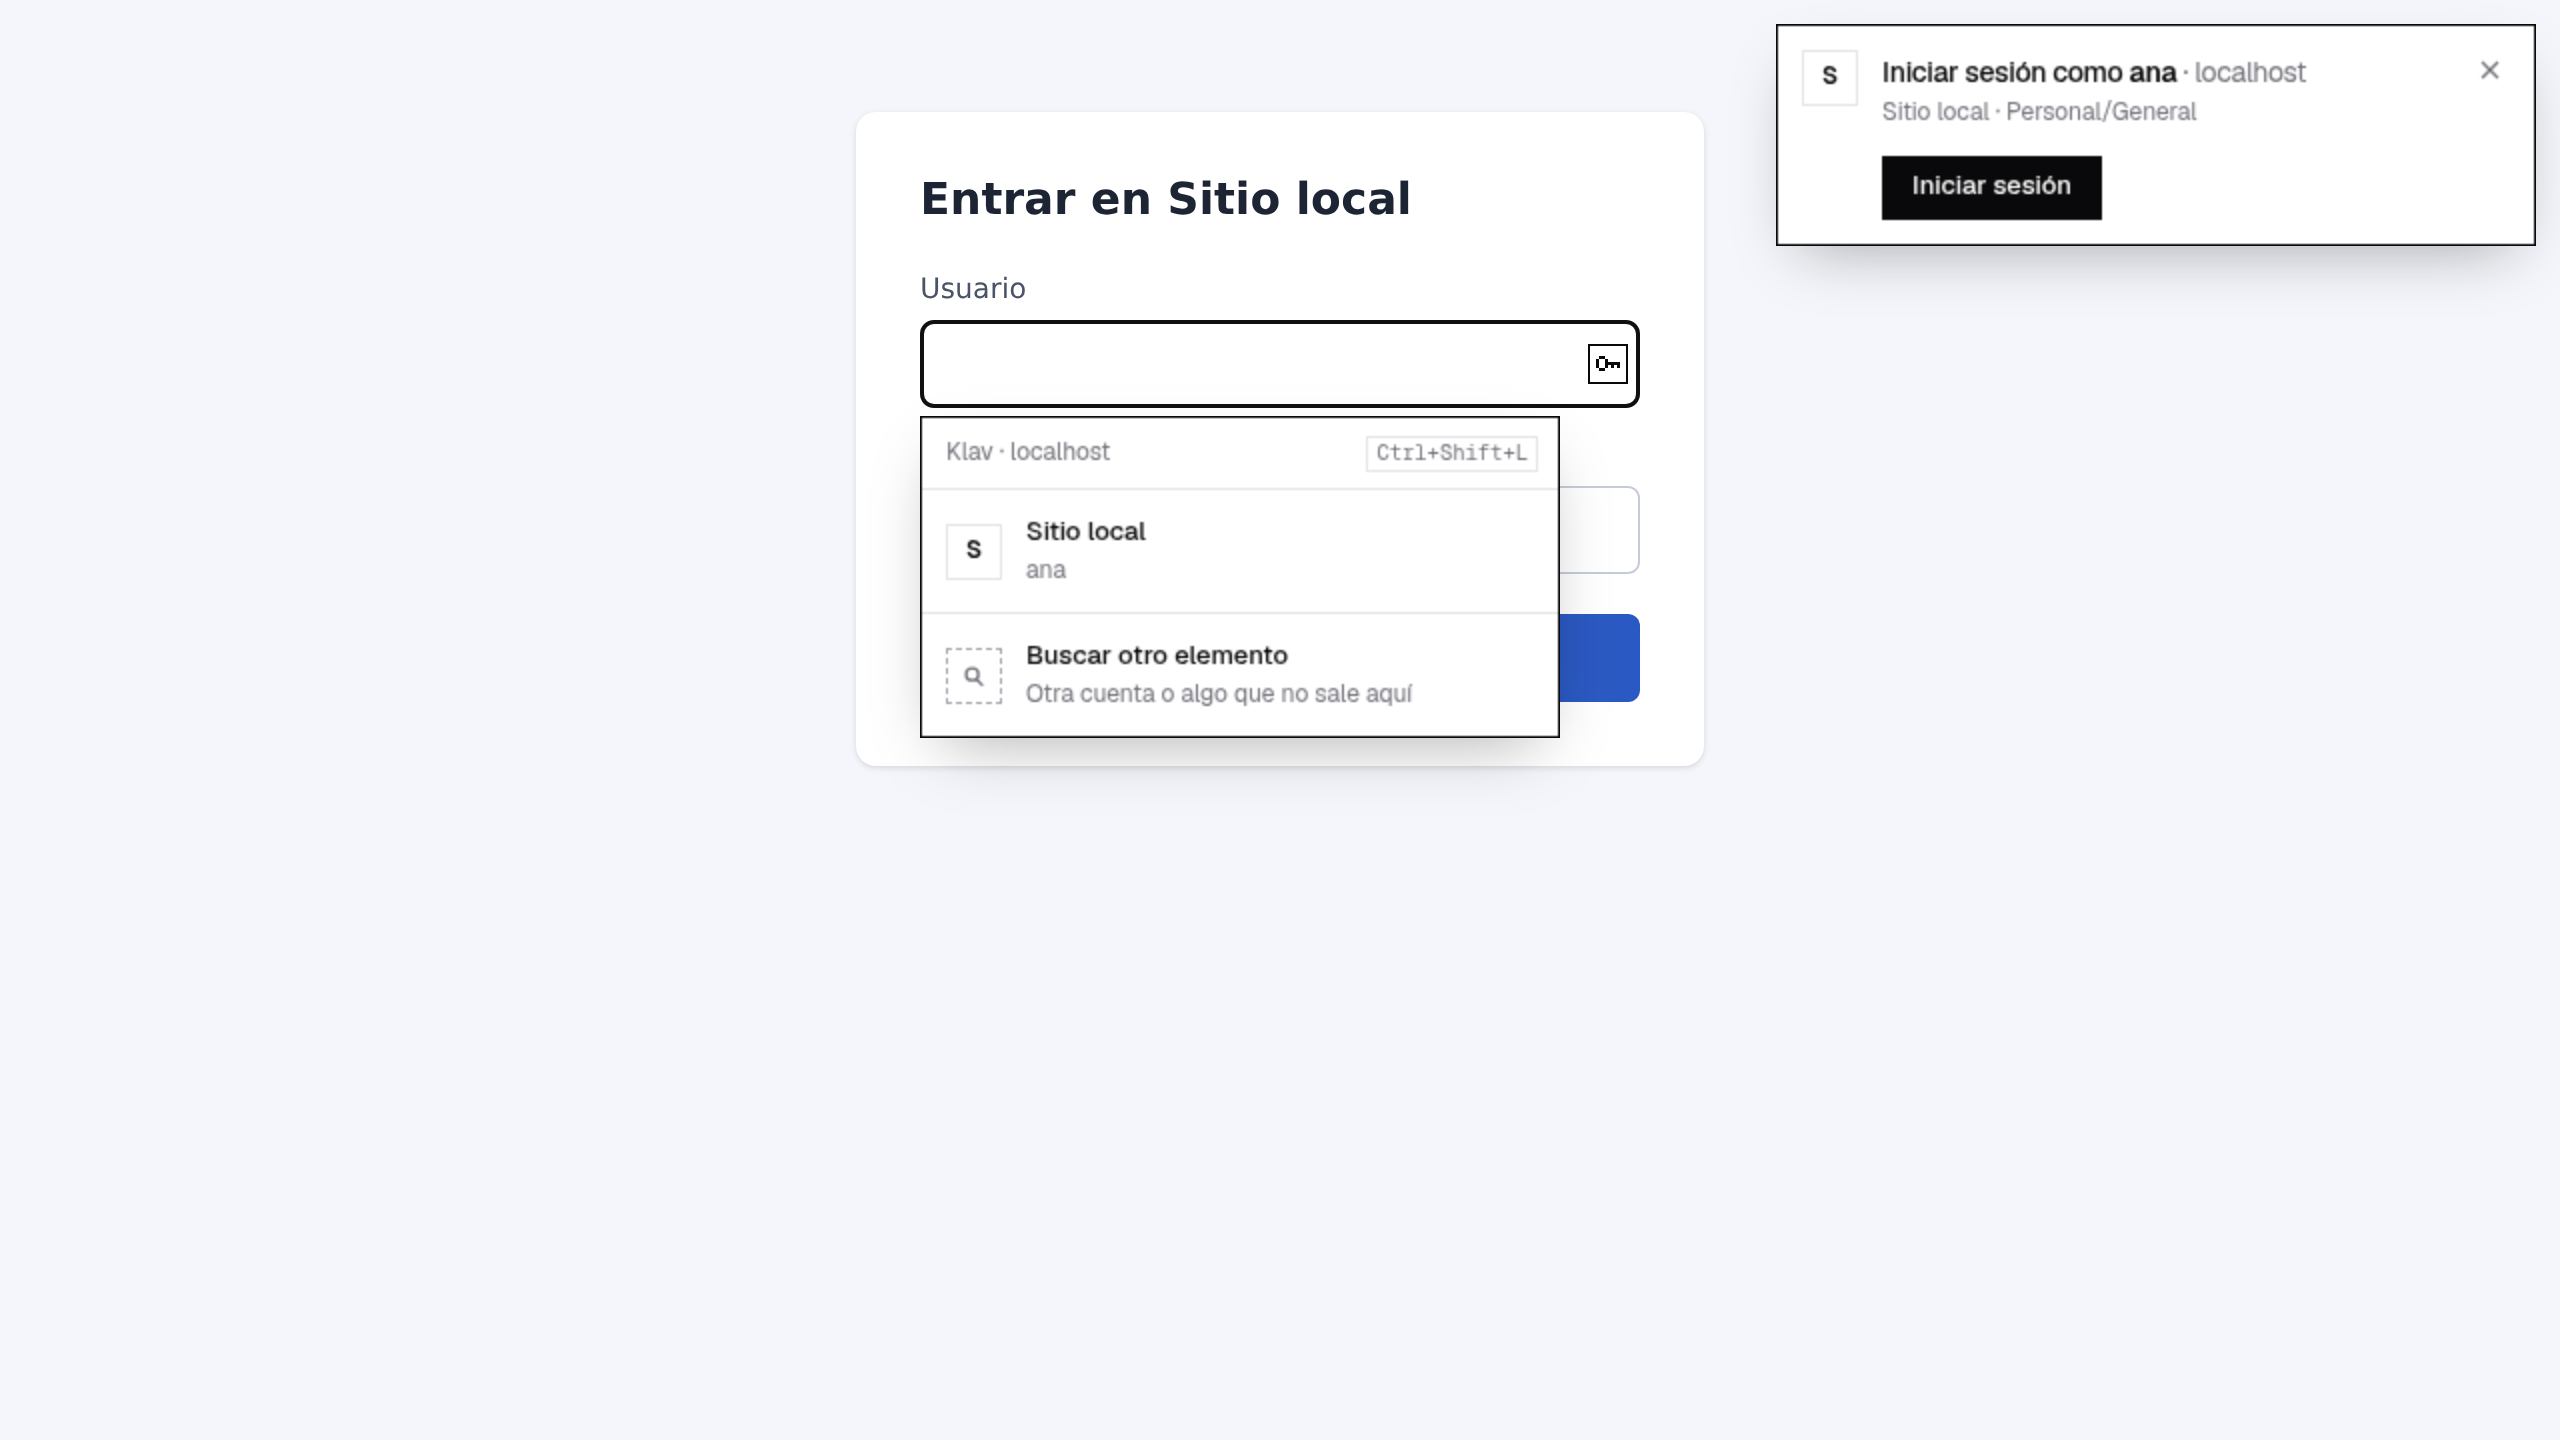 Entrar en Sitio local
Usuario
Klav · localhost
Ctrl+Shift+L
S
Sitio local
ana
Buscar otro elemento
Otra cuenta o algo que no sale aquí
S
Iniciar sesión como ana · localhost
Sitio local · Personal/General
Iniciar sesión